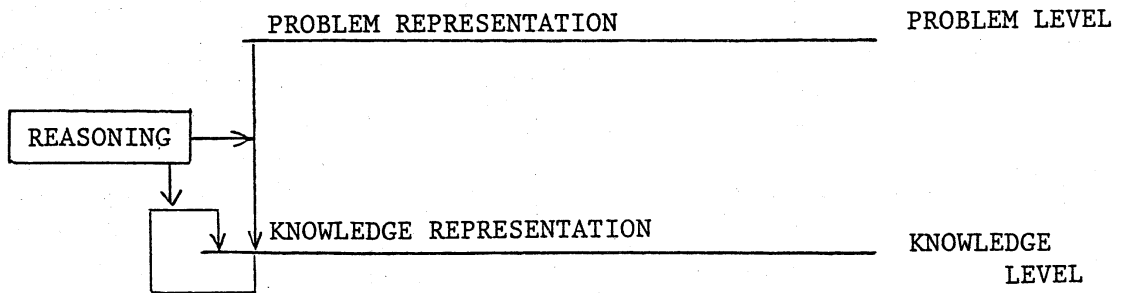 PROBLEM REPRESENTATION
PROBLEM LEVEL
REASONING
KNOWLEDGE REPRESENTATION
KNOWLEDGE
LEVEL